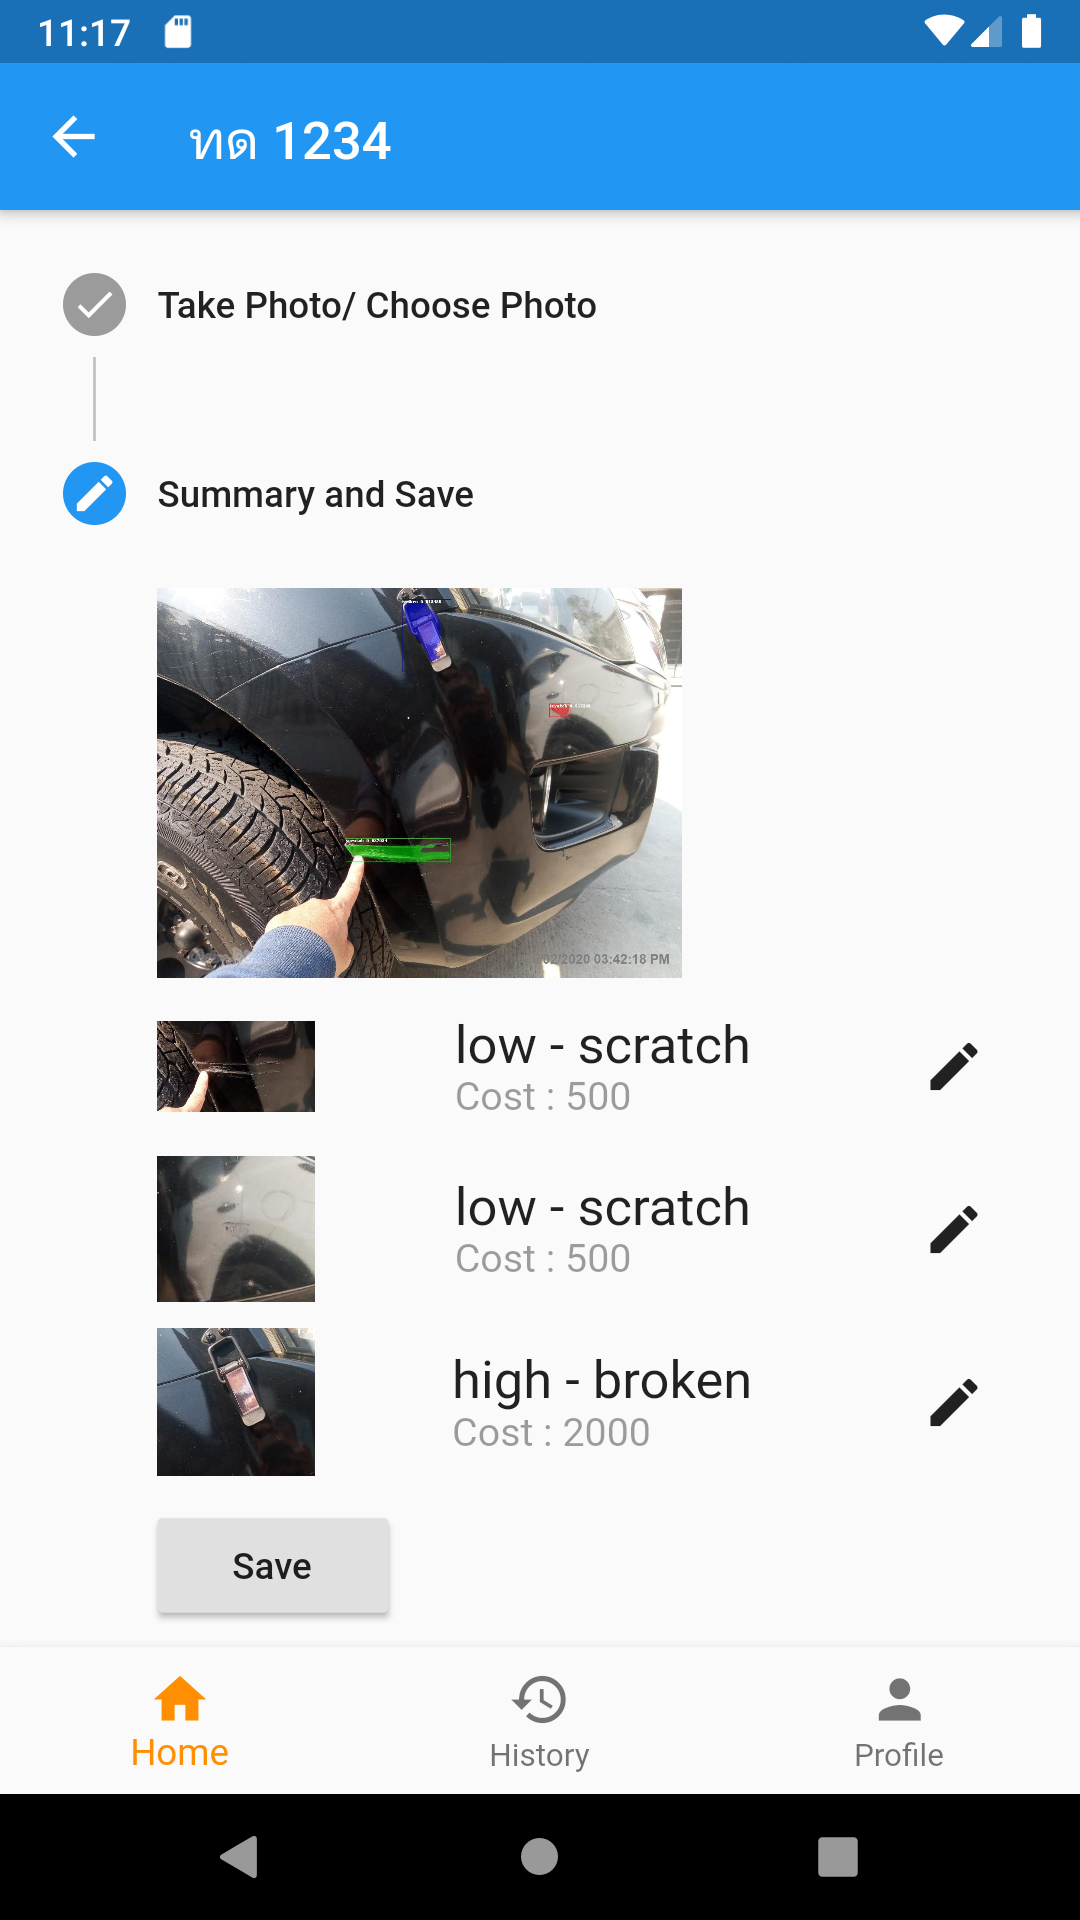 11:17
ทด 1234
Take Photo/ Choose Photo
Summary and Save
02/2020 03:42:18 PM
low - scratch
Cost : 500
low - scratch
Cost : 500
high - broken
Cost : 2000
Save
Home
History
Profile